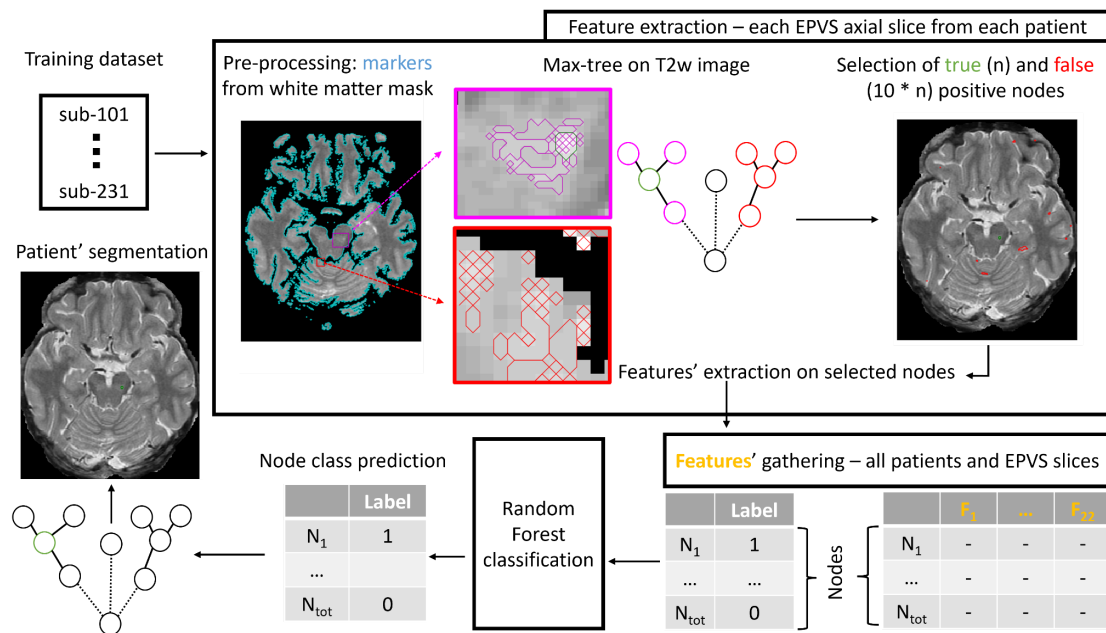 Feature extraction – each EPVS axial slice from each patient
Training dataset
sub-101
sub-231
Pre-processing: markers
from white matter mask
Max-tree on T2w image
Selection of true (n) and false
(10 * n) positive nodes
Features’ extraction on selected nodes
Patient’ segmentation
Features’ gathering – all patients and EPVS slices
Node class prediction
Label
N1 1
...
Ntot 0
Random
Forest
classification
Label
N1 1
... ...
Ntot 0
Nodes
F1 ... F22
N1 - - -
... - - -
Ntot - - -